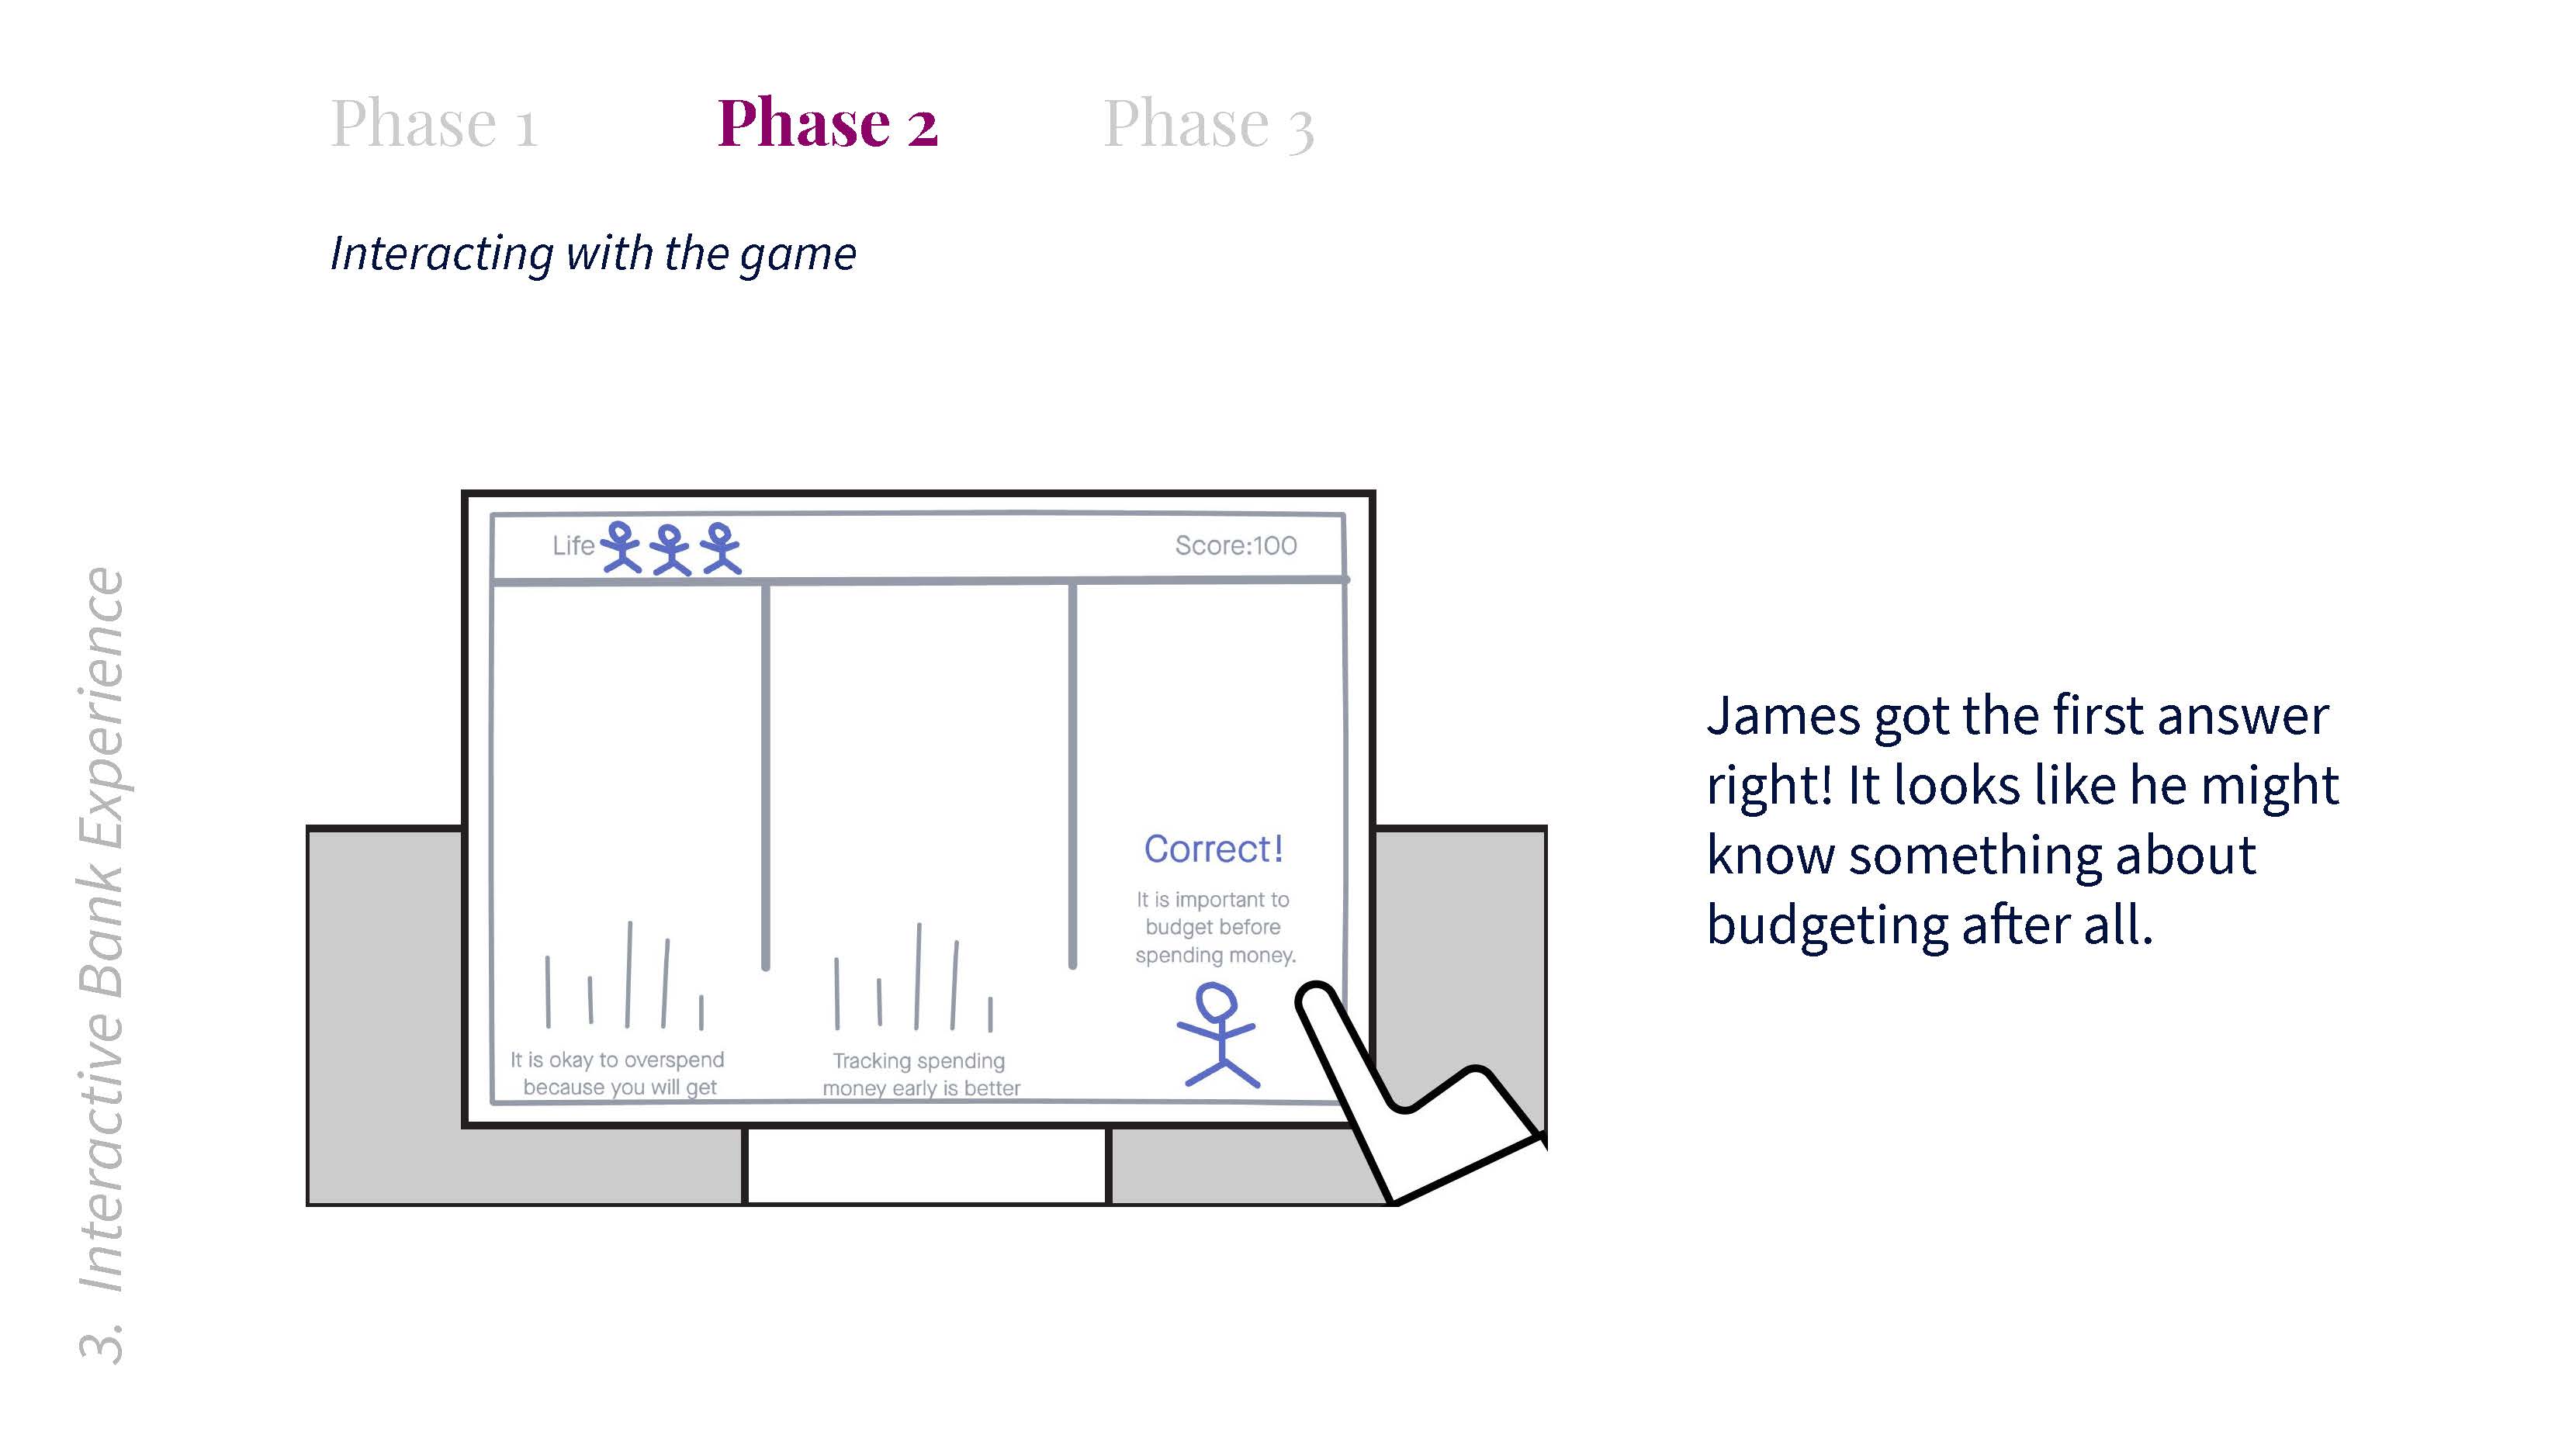 Phase 1
Phase 2
Phase 3
Interacting with the game
3. Interactive Bank Experience
Life
Score:100
Correct!
It is important to
budget before
spending money.
It is okay to overspend
because you will get
Tracking spending
money early is better
James got the first answer
right! It looks like he might
know something about
budgeting after all.